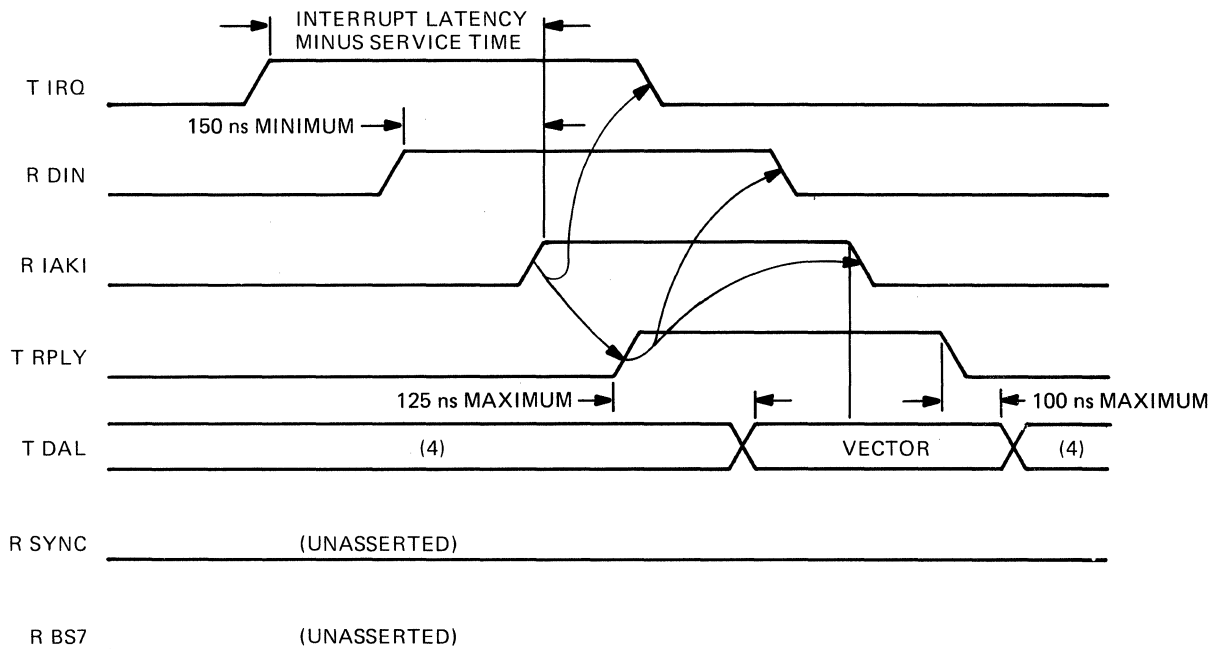 INTERRUPT LATENCY
MINUS SERVICE TIME
T IRQ
150 ns MINIMUM
R DIN
R IAKI
T RPLY
125 ns MAXIMUM
100 ns MAXIMUM
T DAL
(4)
VECTOR
(4)
R SYNC
(UNASSERTED)
R BS7
(UNASSERTED)